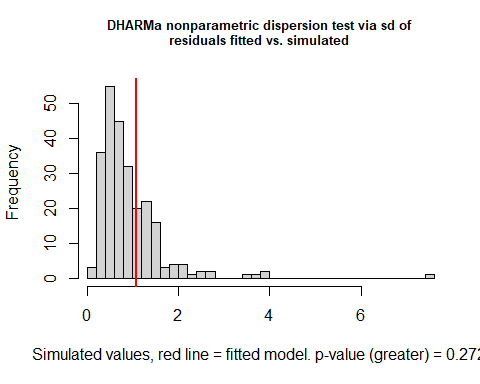 DHARMa nonparametric dispersion test via sd of
residuals fitted vs. simulated
Frequency
50
40
30
20
10
0
0 2 4 6
Simulated values, red line = fitted model. p-value (greater) = 0.272